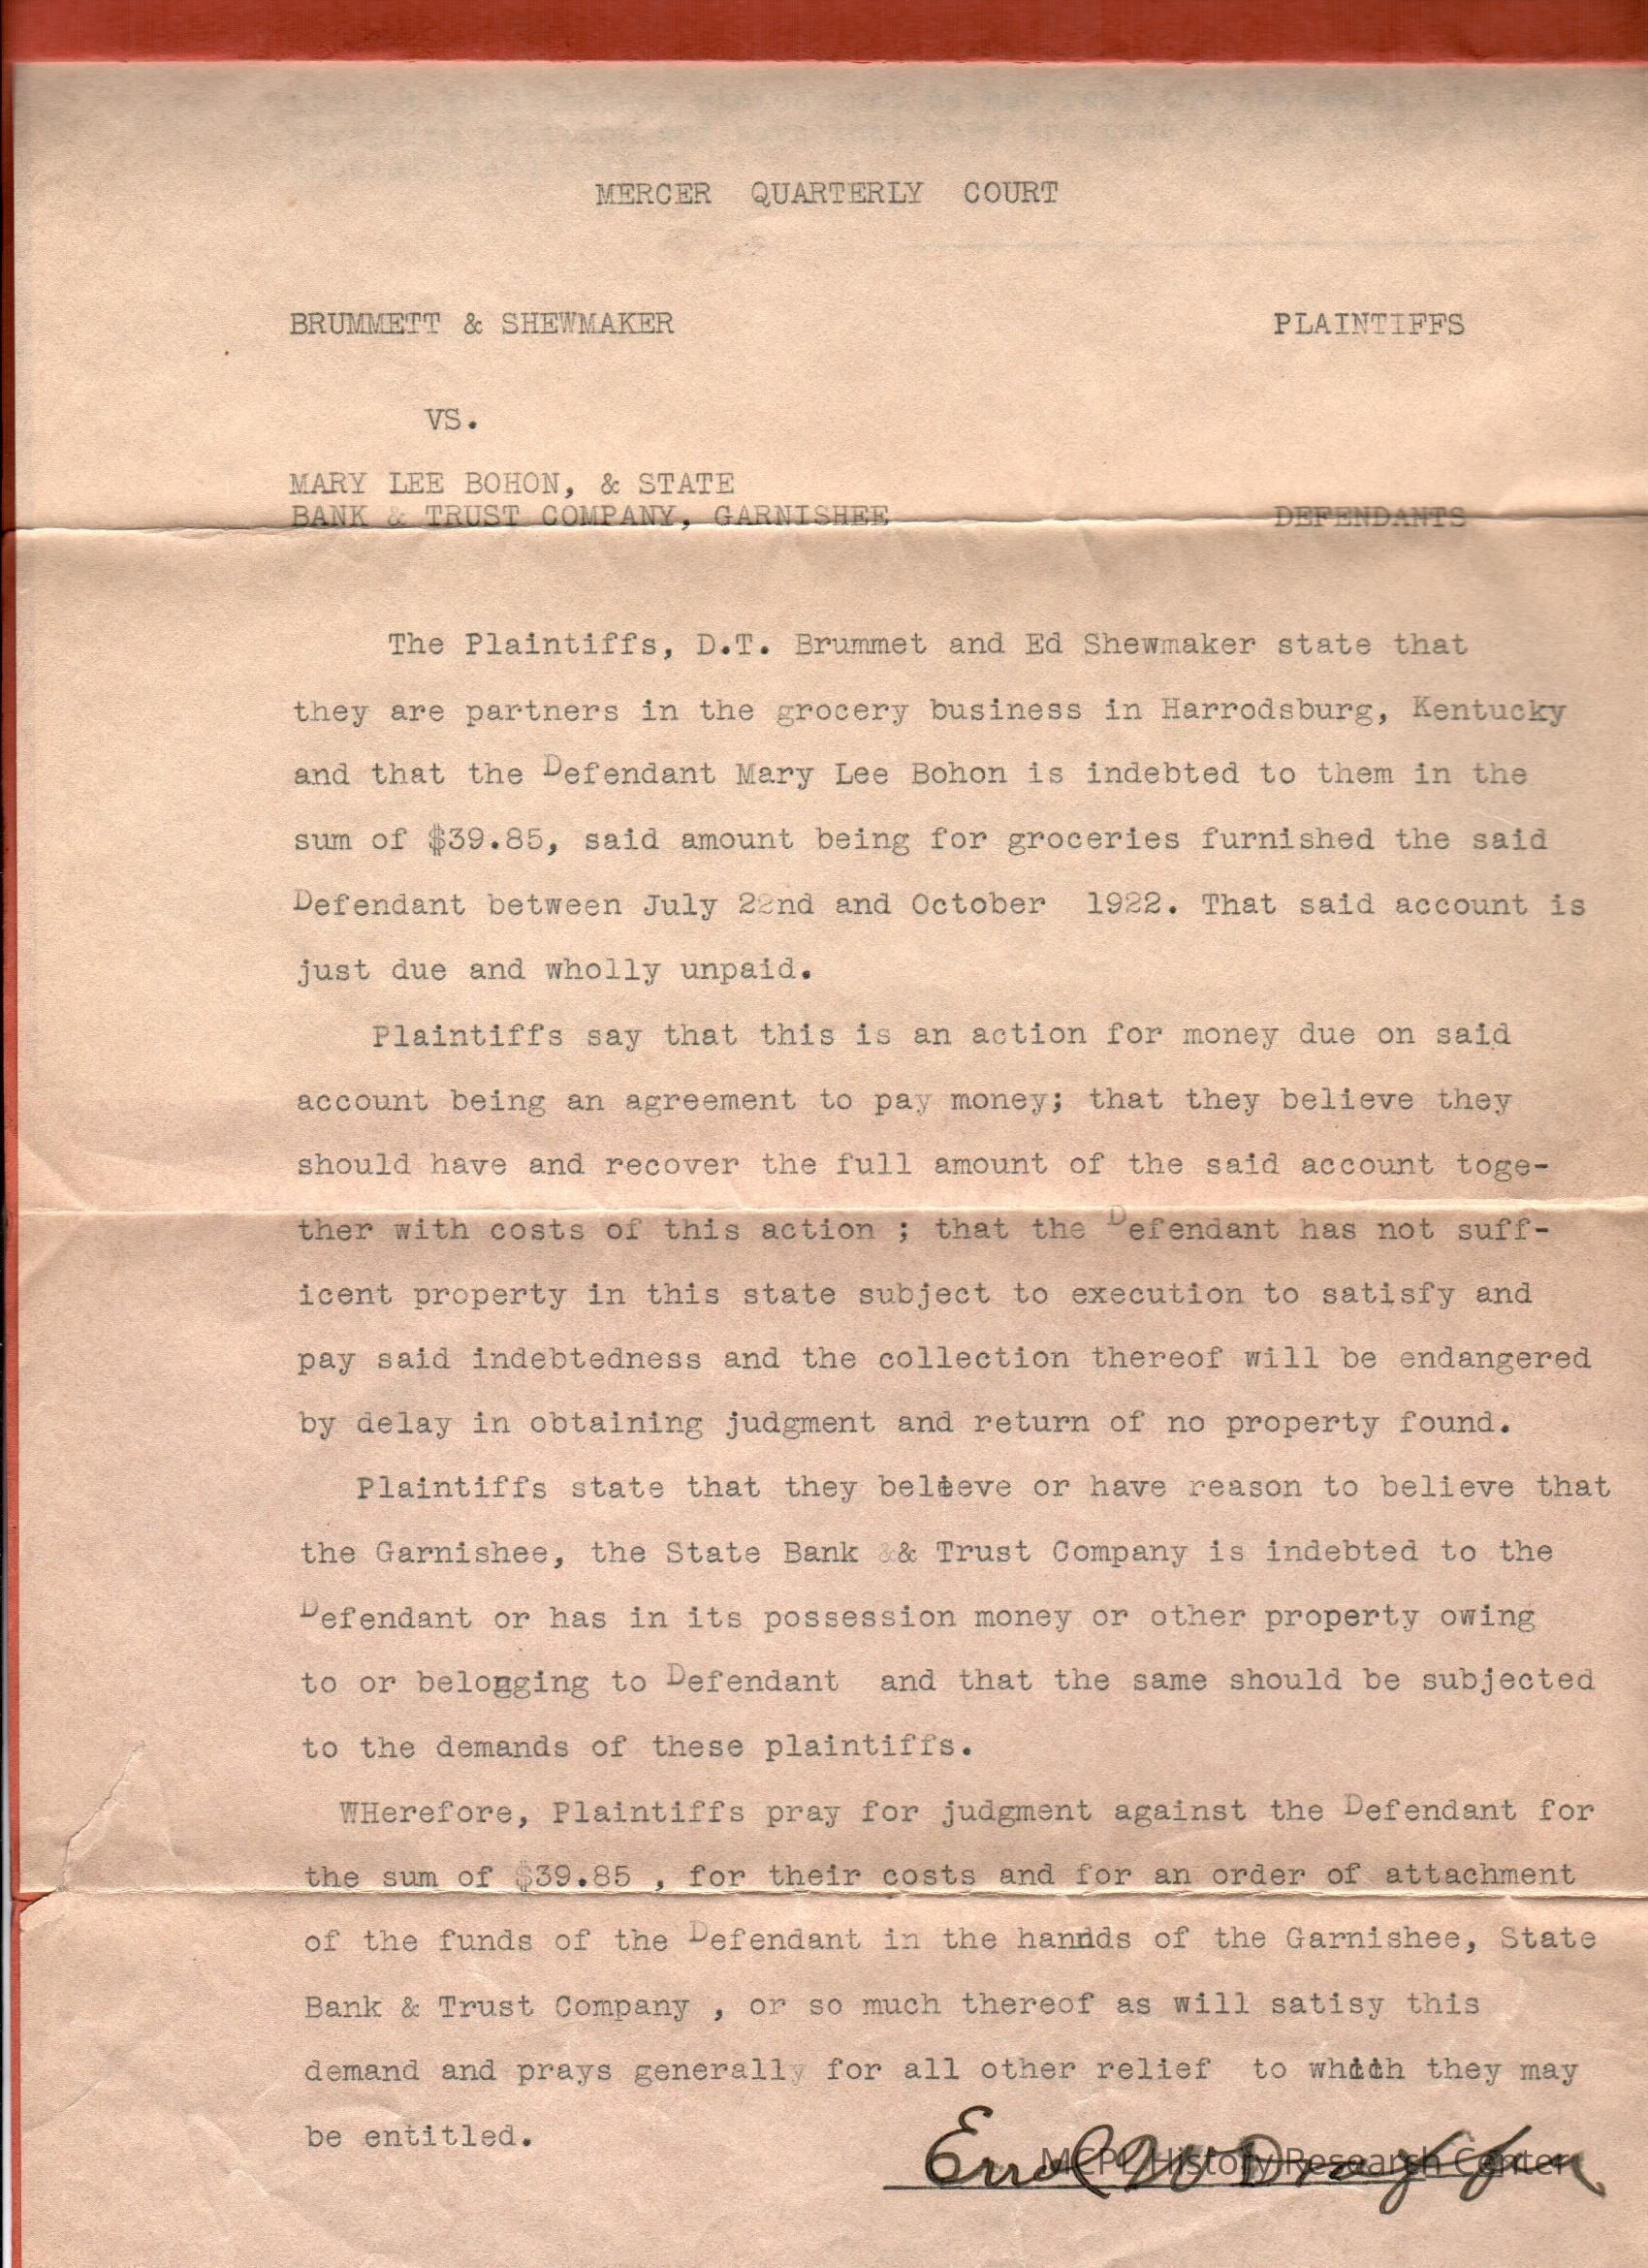 MERCER QUARTERLY COURT
BRUMMETT & SHEWMAKER PLAINTIFFS
VS.
MARY LEE BOHON, & STATE
BANK & TRUST COMPANY, GARNISHEE DEFENDANTS
The Plaintiffs, D.T. Brummet and Ed Shewmaker state that
they are partners in the grocery business in Harrodsburg, Kentucky
and that the Defendant Mary Lee Bohon is indebted to them in the
sum of $39.85, said amount being for groceries furnished the said
Defendant between July 22nd and October 1922. That said account is
just due and wholly unpaid.
Plaintiffs say that this is an action for money due on said
account being an agreement to pay money; that they believe they
should have and recover the full amount of the said account toge-
ther with costs of this action ; that the Defendant has not suff-
icent property in this state subject to execution to satisfy and
pay said indebtedness and the collection thereof will be endangered
by delay in obtaining judgment and return of no property found.
Plaintiffs state that they believe or have reason to believe that
the Garnishee, the State Bank && Trust Company is indebted to the
Defendant or has in its possession money or other property owing
to or belongging to Defendant and that the same should be subjected
to the demands of these plaintiffs.
WHerefore, Plaintiffs pray for judgment against the Defendant for
the sum of $39.85 , for their costs and for an order of attachment
of the funds of the Defendant in the hands of the Garnishee, State
Bank & Trust Company , or so much thereof as will satisy this
demand and prays generally for all other relief to which they may
be entitled.
MCPL History Research Center